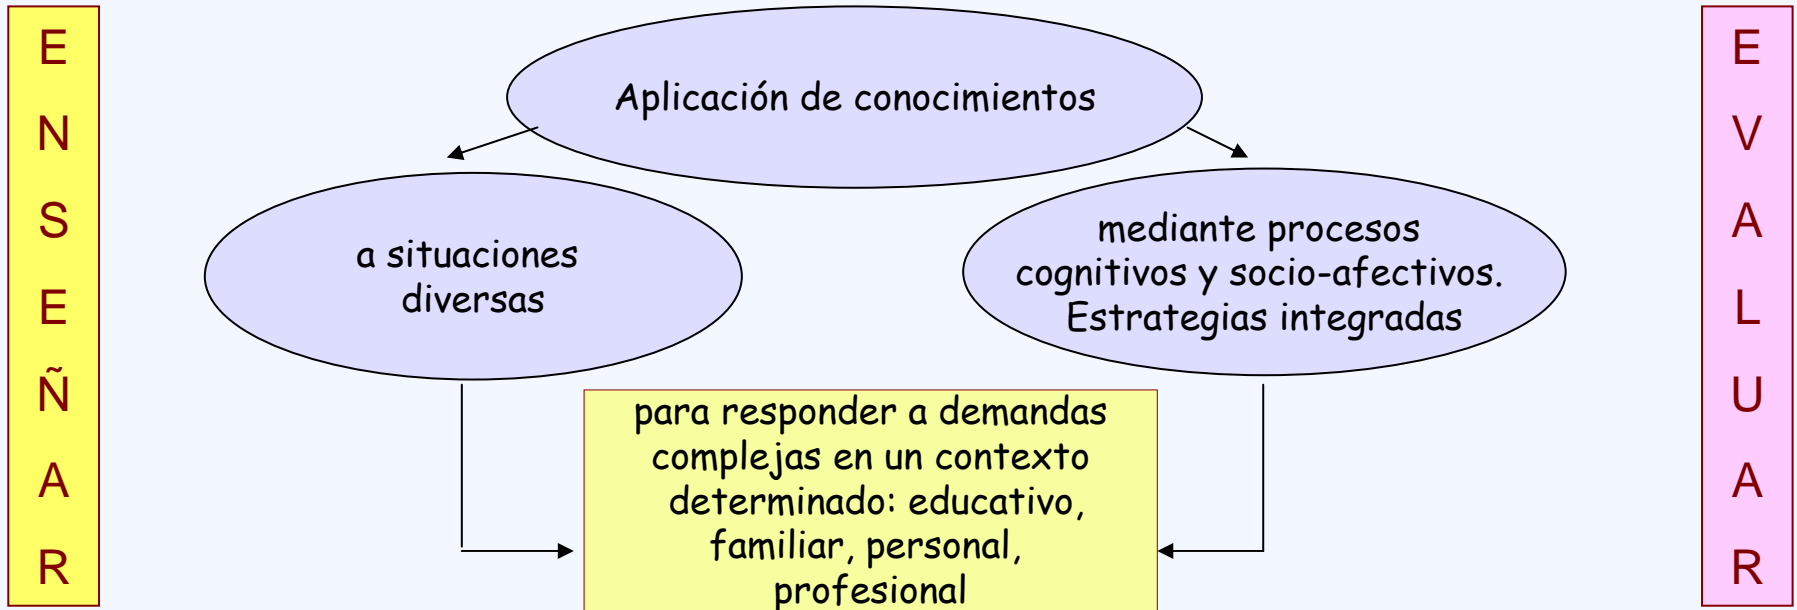 E
N
S
E
Ñ
A
R
Aplicación de conocimientos
a situaciones
diversas
mediante procesos
cognitivos y socio-afectivos.
Estrategias integradas
para responder a demandas
complejas en un contexto
determinado: educativo,
familiar, personal,
profesional
E
V
A
L
U
A
R